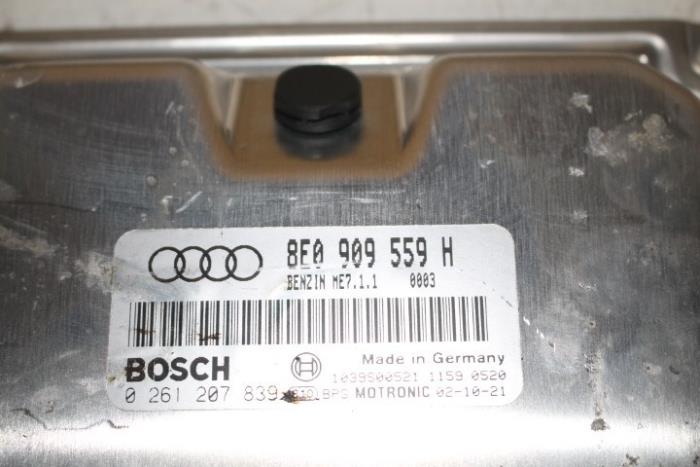 8E0 909 559 H
BENZIN ME7.1.1 0003
BOSCH
Made in Germany
1039S00521 1159 0520
0 261 207 839 BPS MOTRONIC 02-10-21